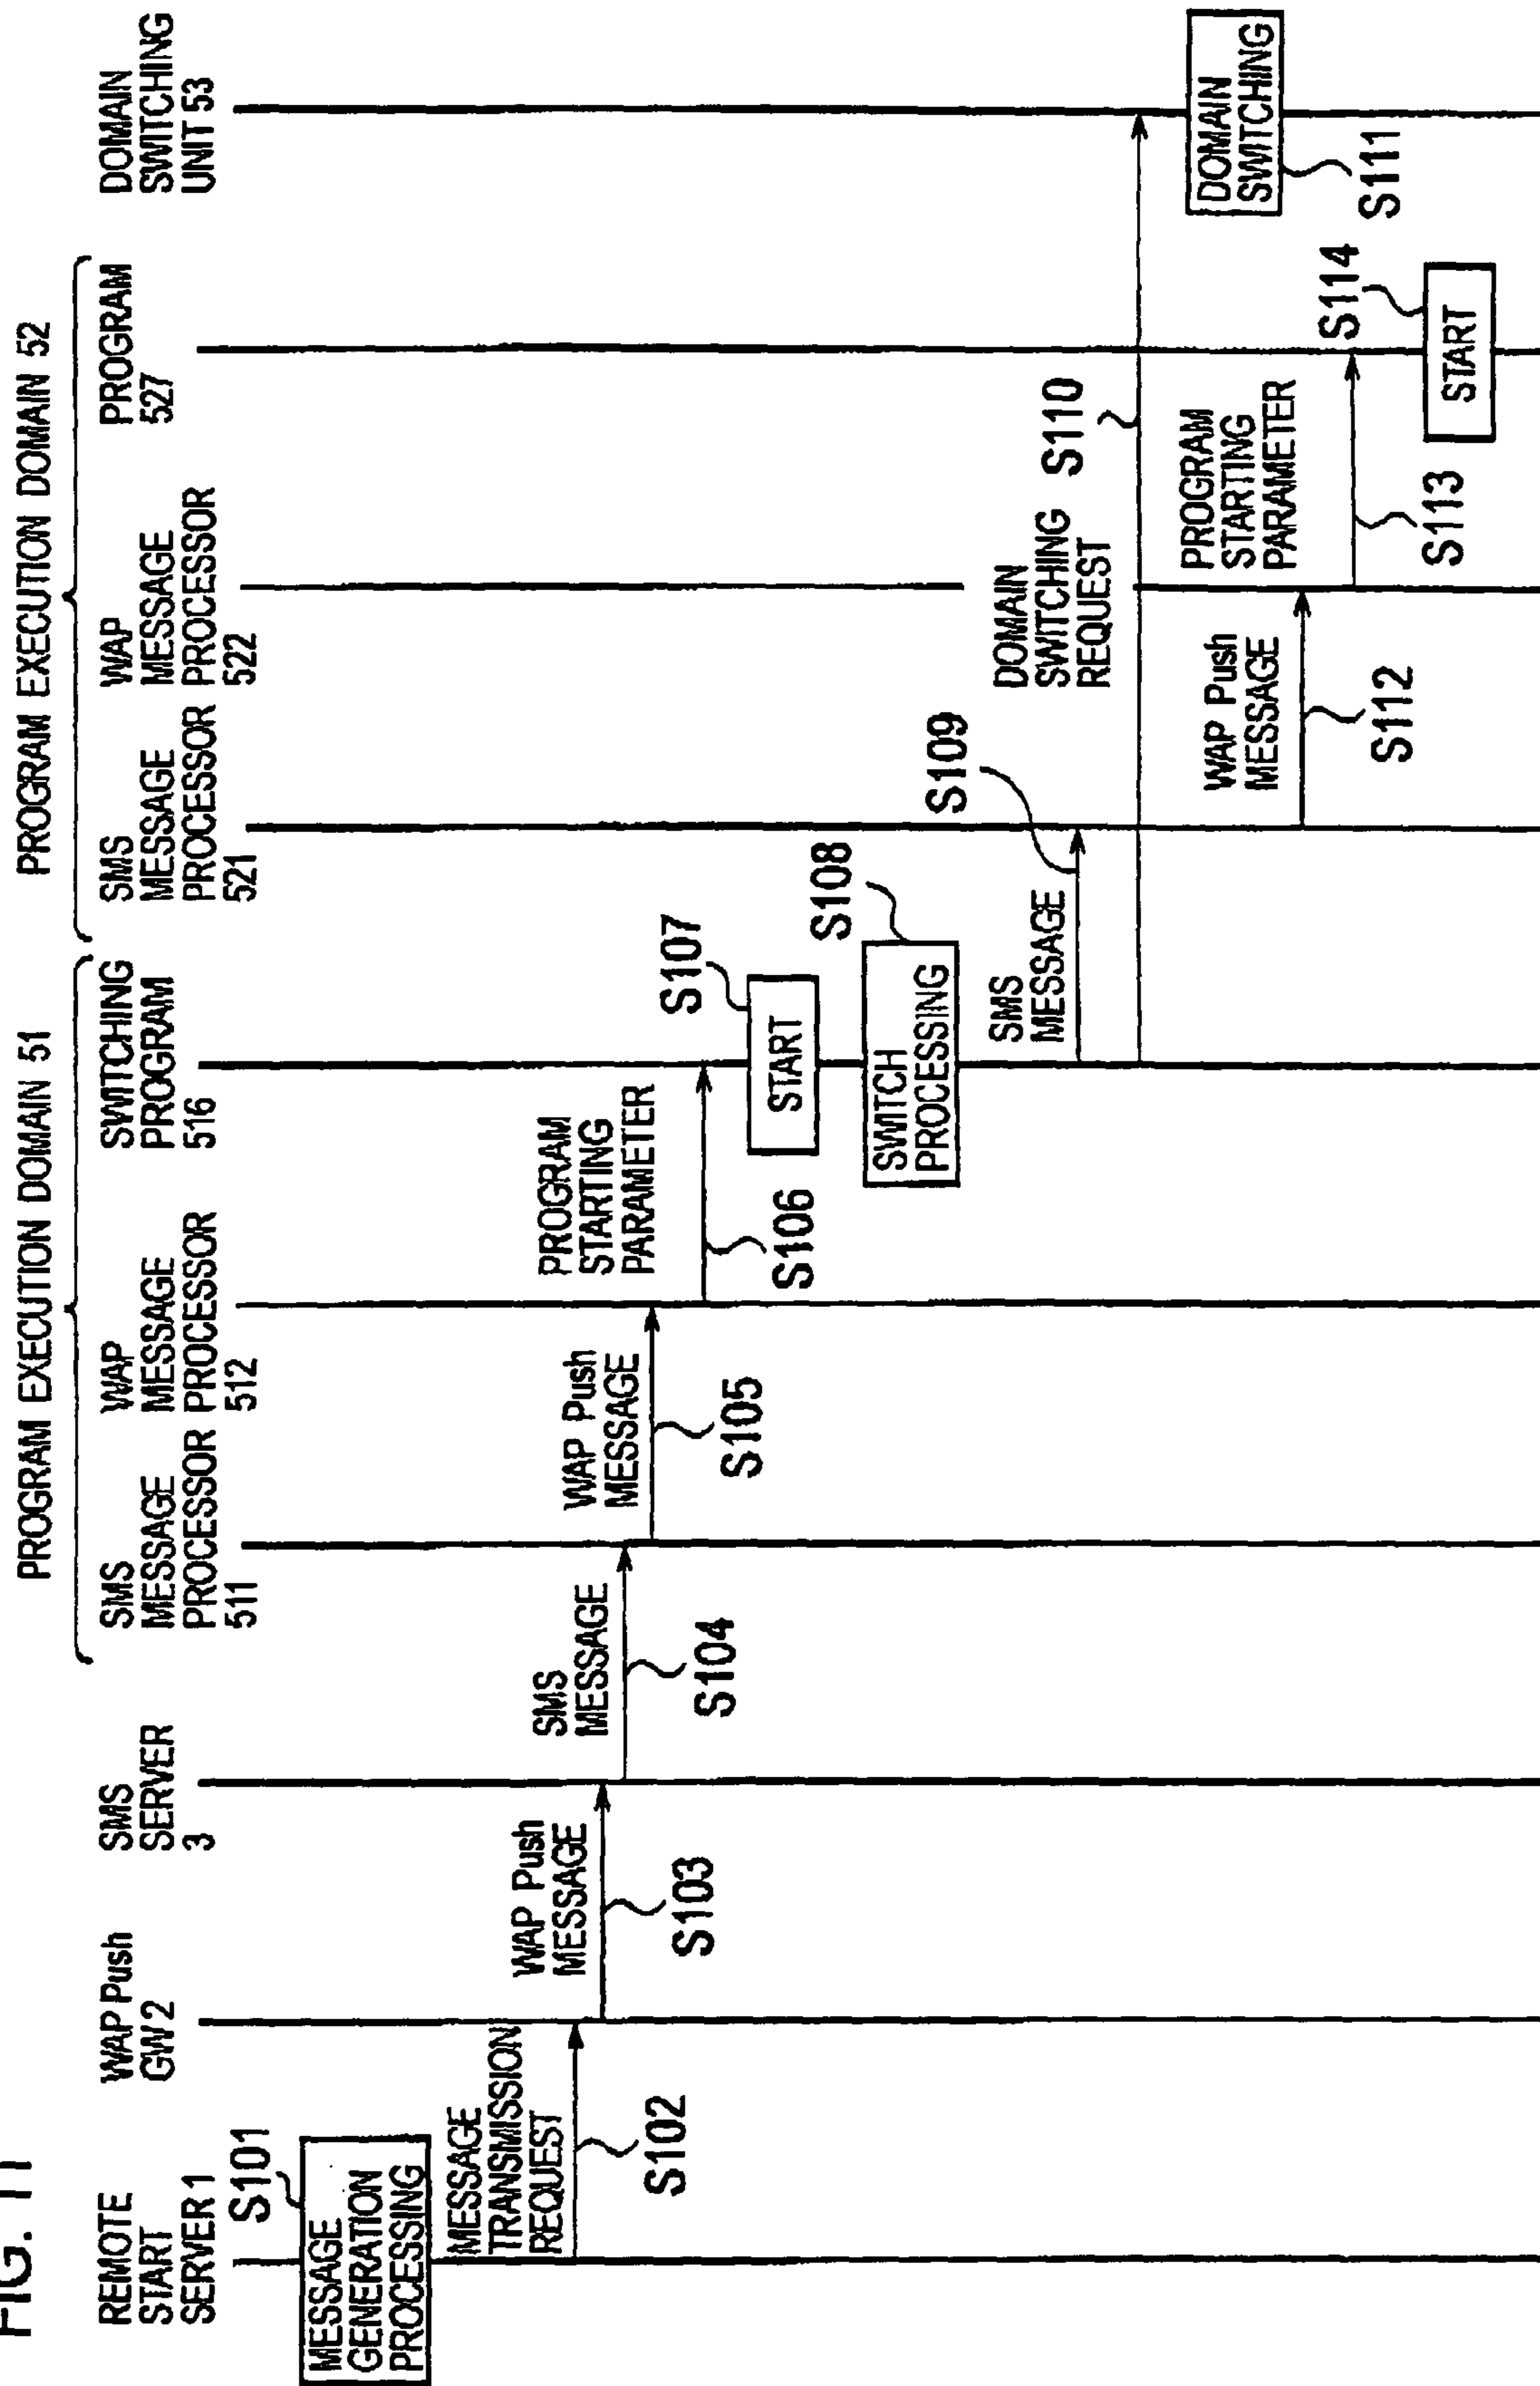 FIG. 11
PROGRAM EXECUTION DOMAIN 51
PROGRAM EXECUTION DOMAIN 52
REMOTE
START
SERVER 1
WAP Push
GW 2
SMS
SERVER
3
SMS
MESSAGE
PROCESSOR
511
WAP
MESSAGE
PROCESSOR
512
SWITCHING
PROGRAM
516
SMS
MESSAGE
PROCESSOR
521
WAP
MESSAGE
PROCESSOR
522
PROGRAM
527
DOMAIN
SWITCHING
UNIT 53
S101
MESSAGE
GENERATION
PROCESSING
MESSAGE
TRANSMISSION
REQUEST
S102
WAP Push
MESSAGE
S103
SMS
MESSAGE
S104
WAP Push
MESSAGE
S105
PROGRAM
STARTING
PARAMETER
S106
S107
START
S108
SWITCH
PROCESSING
SMS
MESSAGE
S109
DOMAIN
SWITCHING
REQUEST
S110
DOMAIN
SWITCHING
S111
WAP Push
MESSAGE
S112
PROGRAM
STARTING
PARAMETER
S113
S114
START